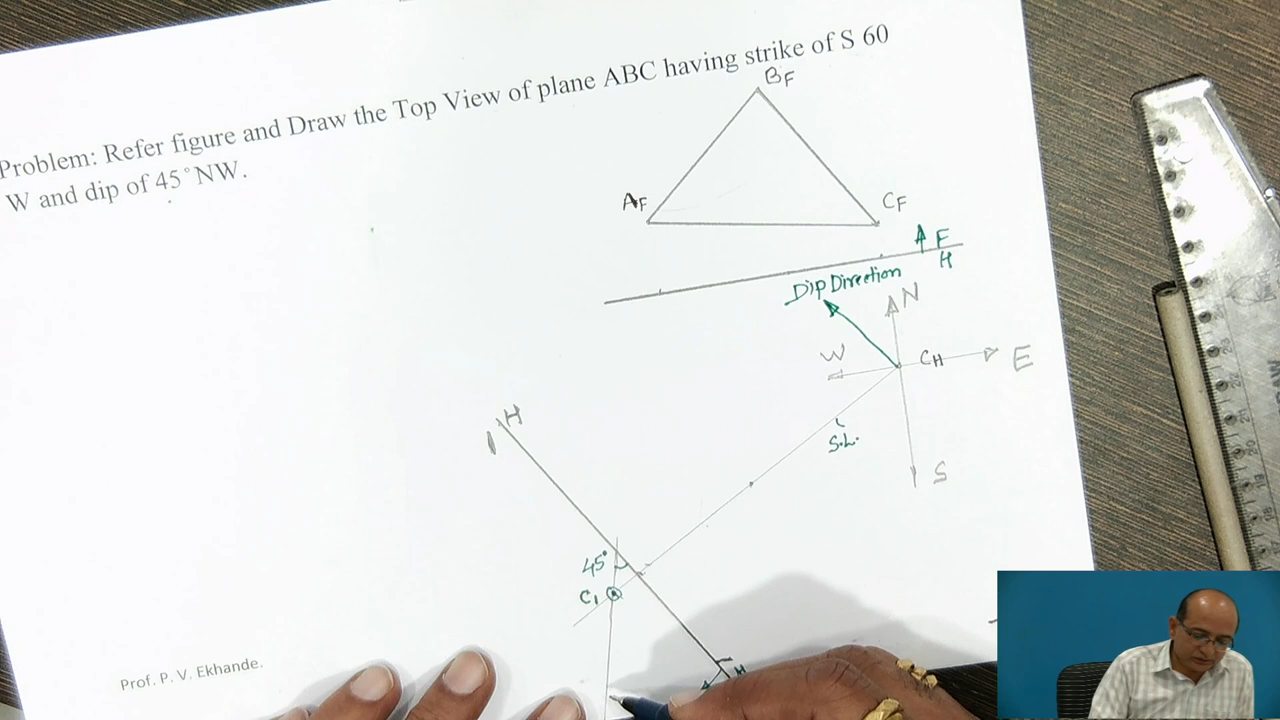 Problem: Refer figure and Draw the Top View of plane ABC having strike of S 60
W and dip of 45° NW.
BF
AF
CF
F
H
Dip Direction
N
W
CH
E
S.L.
S
H
1
45°
C1
H
Prof. P. V. Ekhande.